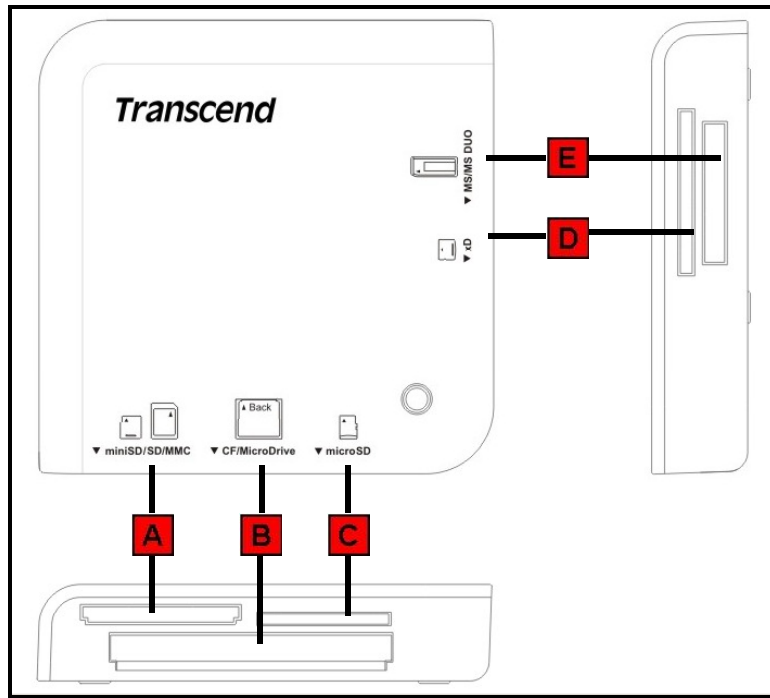 Transcend
▼ MS/MS DUO
E
▼ xD
D
Back
▼ miniSD/SD/MMC ▼ CF/MicroDrive ▼ microSD
A B C